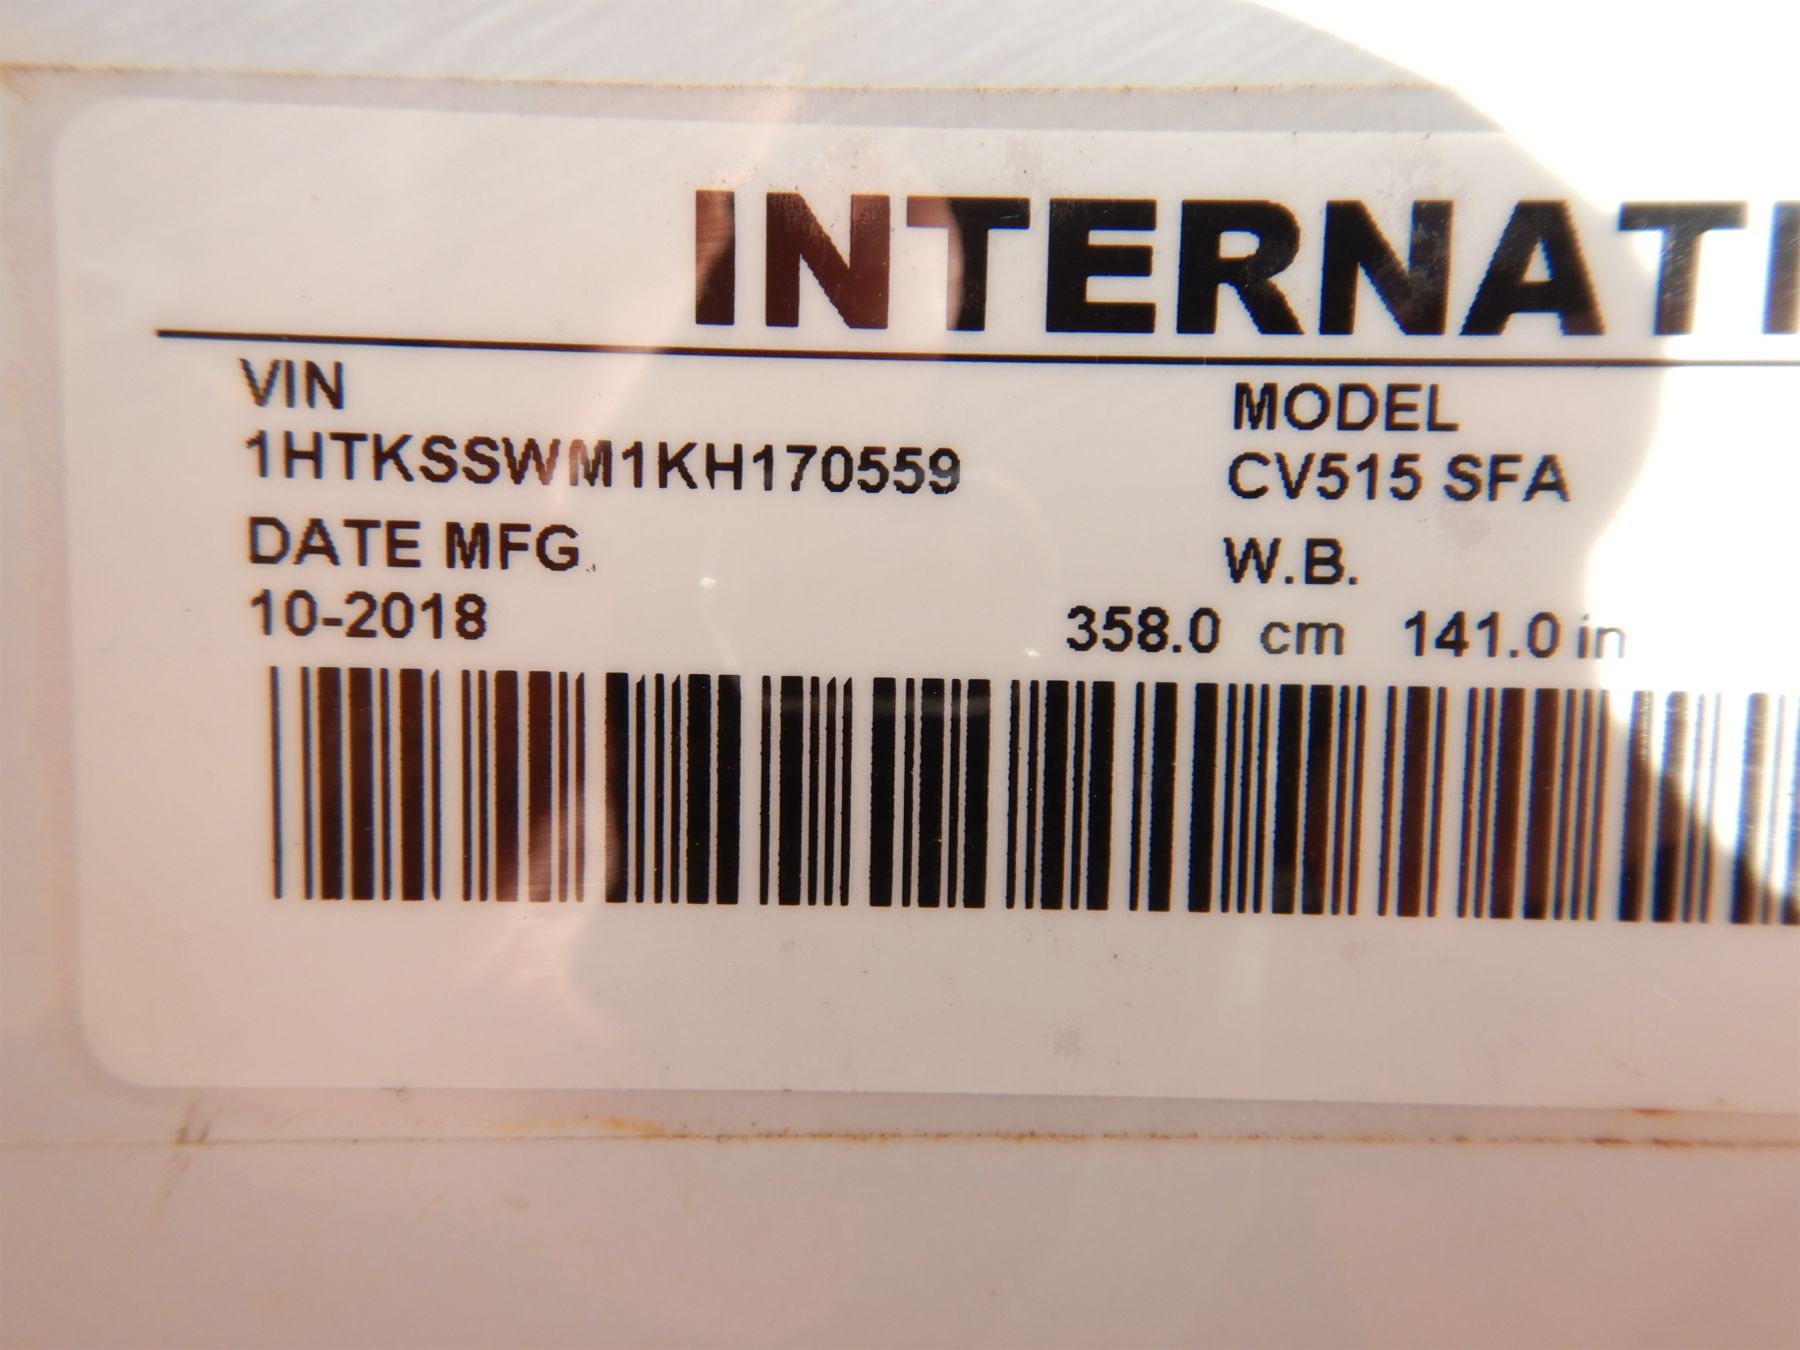 INTERNATI
VIN
1HTKSSWM1KH170559
MODEL
CV515 SFA
DATE MFG.
10-2018
W.B.
358.0 cm 141.0 in